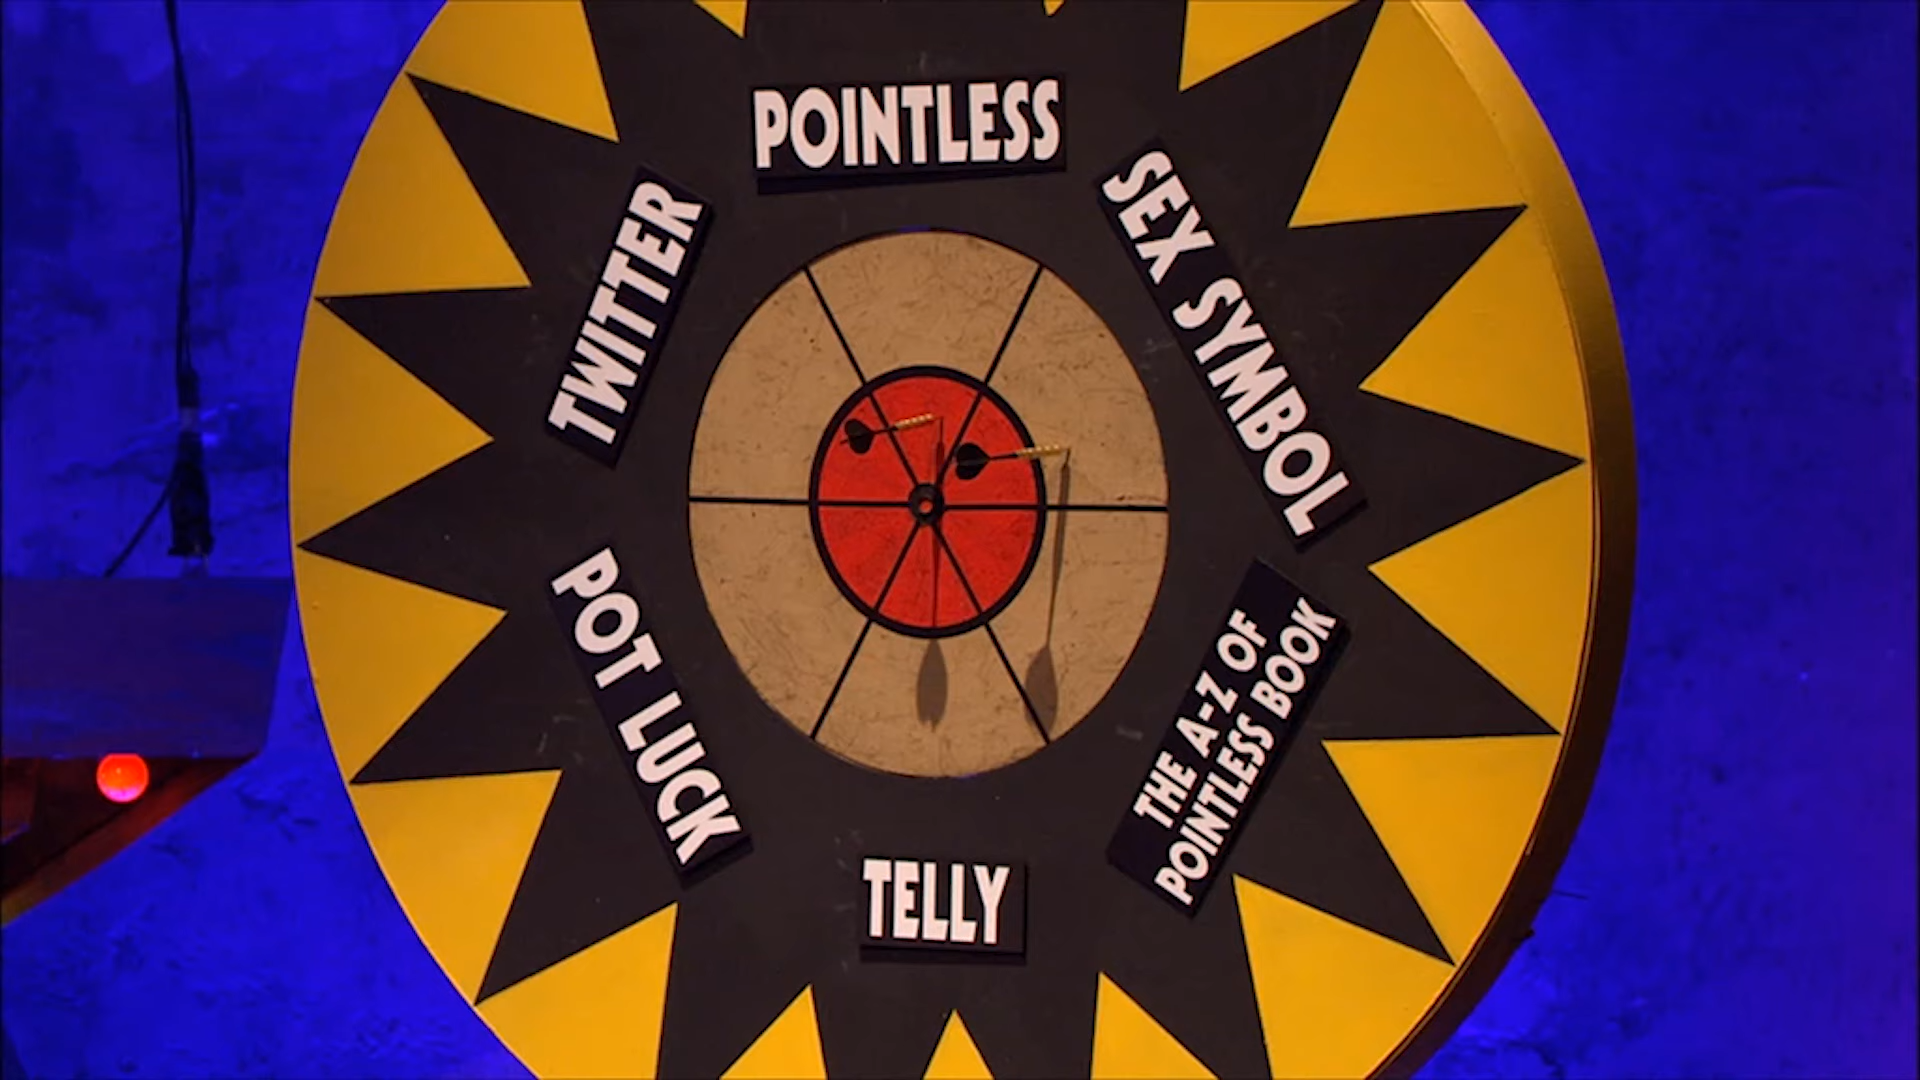 POINTLESS
SEX SYMBOL
THE A-Z OF
POINTLESS BOOK
TELLY
POT LUCK
TWITTER